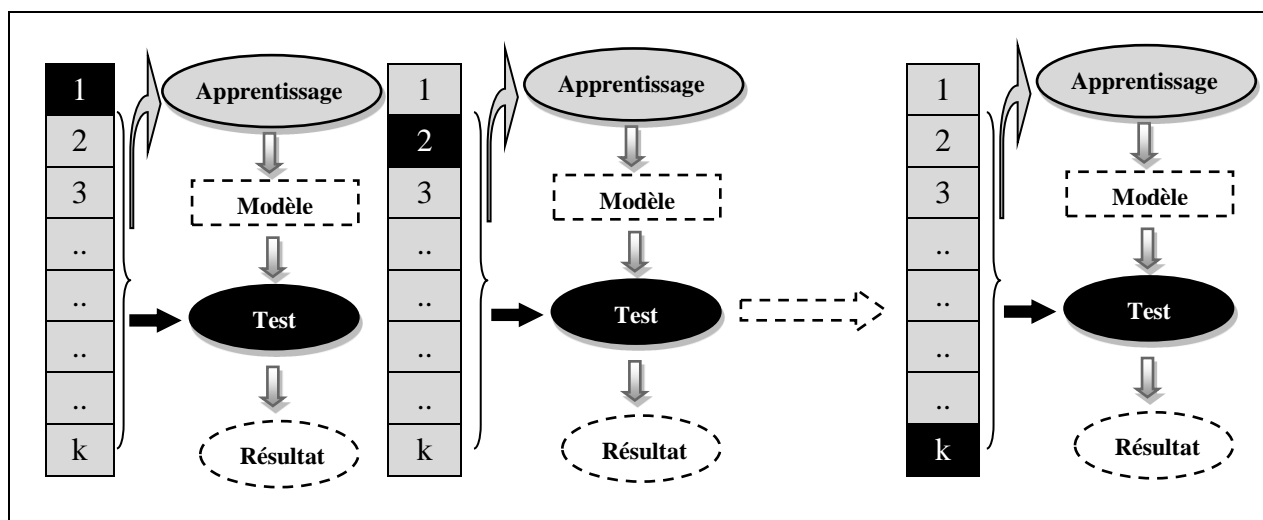 1
2
3
..
..
..
..
k
Apprentissage
Modèle
Test
Résultat
1
2
3
..
..
..
..
k
Apprentissage
Modèle
Test
Résultat
1
2
3
..
..
..
..
k
Apprentissage
Modèle
Test
Résultat